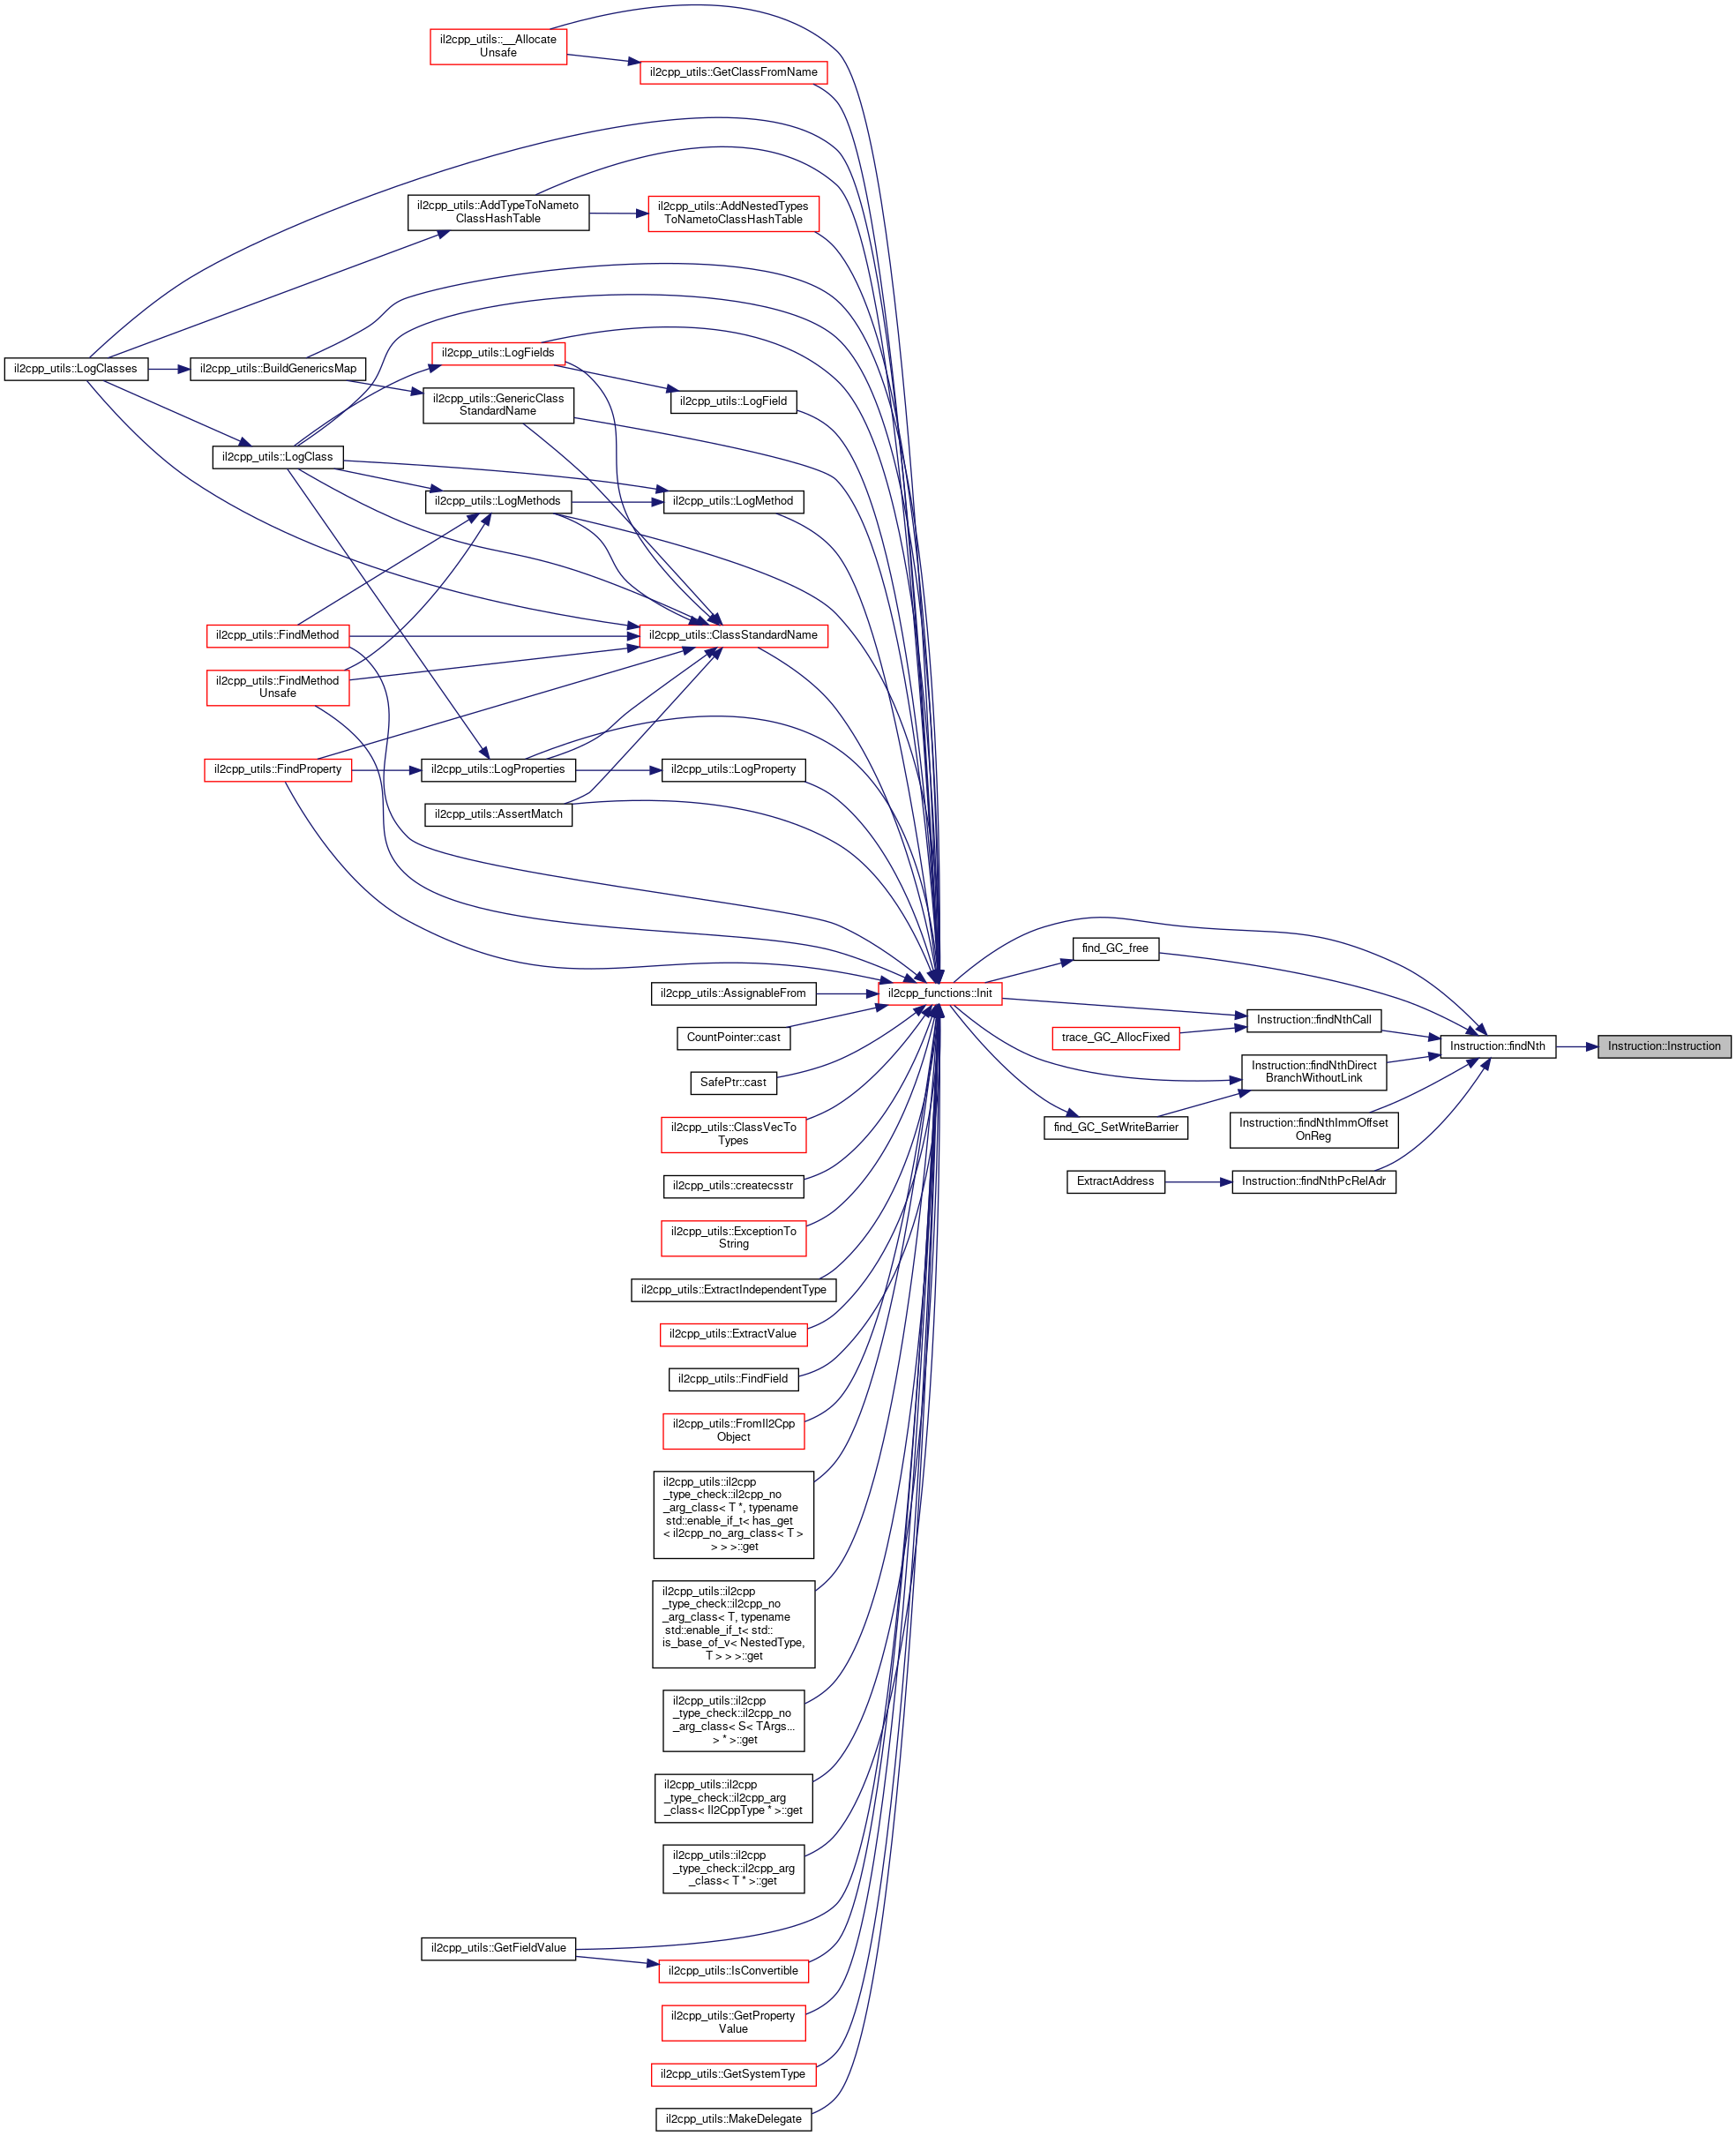 il2cpp_utils::__Allocate
Unsafe
il2cpp_utils::GetClassFromName
il2cpp_utils::AddTypeToNameto
ClassHashTable
il2cpp_utils::AddNestedTypes
ToNametoClassHashTable
il2cpp_utils::LogClasses
il2cpp_utils::BuildGenericsMap
il2cpp_utils::LogFields
il2cpp_utils::GenericClass
StandardName
il2cpp_utils::LogField
il2cpp_utils::LogClass
il2cpp_utils::LogMethods
il2cpp_utils::LogMethod
il2cpp_utils::FindMethod
il2cpp_utils::ClassStandardName
il2cpp_utils::FindMethod
Unsafe
il2cpp_utils::FindProperty
il2cpp_utils::LogProperties
il2cpp_utils::LogProperty
il2cpp_utils::AssertMatch
il2cpp_utils::AssignableFrom
il2cpp_functions::Init
find_GC_free
Instruction::findNthCall
trace_GC_AllocFixed
Instruction::findNth
Instruction::Instruction
Instruction::findNthDirect
BranchWithoutLink
find_GC_SetWriteBarrier
Instruction::findNthImmOffset
OnReg
ExtractAddress
Instruction::findNthPcRelAdr
CountPointer::cast
SafePtr::cast
il2cpp_utils::ClassVecTo
Types
il2cpp_utils::createcsstr
il2cpp_utils::ExceptionTo
String
il2cpp_utils::ExtractIndependentType
il2cpp_utils::ExtractValue
il2cpp_utils::FindField
il2cpp_utils::FromIl2Cpp
Object
il2cpp_utils::il2cpp
_type_check::il2cpp_no
_arg_class< T *, typename
std::enable_if_t< has_get
< il2cpp_no_arg_class< T >
> > >::get
il2cpp_utils::il2cpp
_type_check::il2cpp_no
_arg_class< T, typename
std::enable_if_t< std::
is_base_of_v< NestedType,
T > > >::get
il2cpp_utils::il2cpp
_type_check::il2cpp_no
_arg_class< S< TArgs...
> * >::get
il2cpp_utils::il2cpp
_type_check::il2cpp_arg
_class< Il2CppType * >::get
il2cpp_utils::il2cpp
_type_check::il2cpp_arg
_class< T * >::get
il2cpp_utils::GetFieldValue
il2cpp_utils::IsConvertible
il2cpp_utils::GetProperty
Value
il2cpp_utils::GetSystemType
il2cpp_utils::MakeDelegate